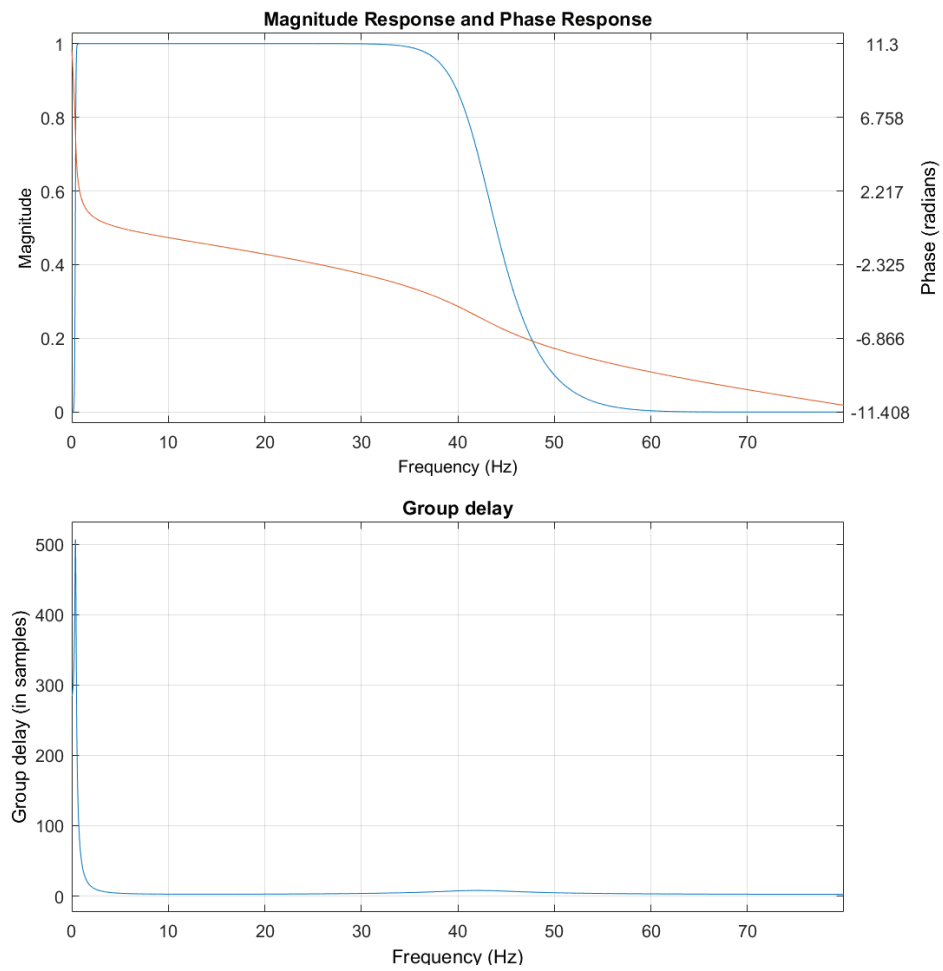 Magnitude Response and Phase Response
Magnitude
1
0.8
0.6
0.4
0.2
0
11.3
6.758
2.217
-2.325
-6.866
-11.408
Phase (radians)
0 10 20 30 40 50 60 70
Frequency (Hz)
Group delay
Group delay (in samples)
500
400
300
200
100
0
0 10 20 30 40 50 60 70
Frequency (Hz)